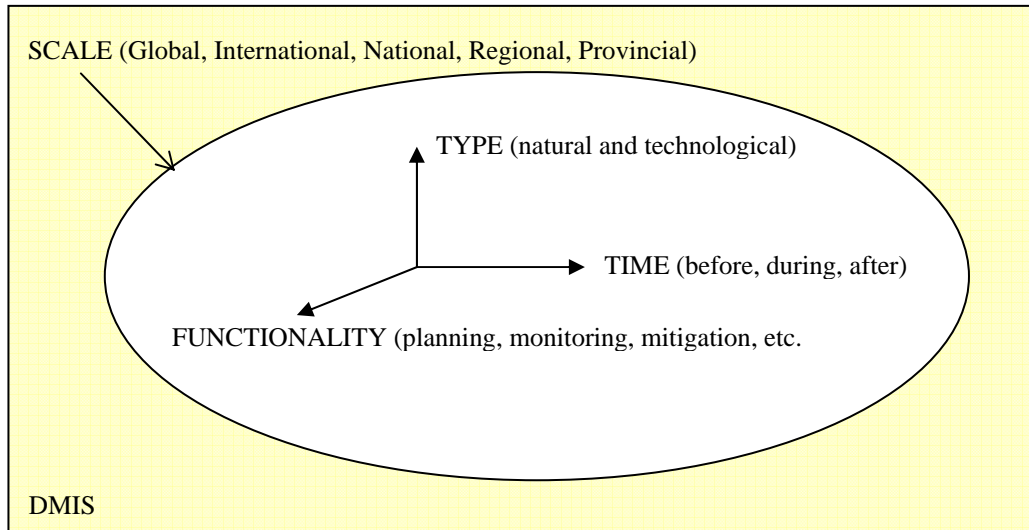 SCALE (Global, International, National, Regional, Provincial)
TYPE (natural and technological)
TIME (before, during, after)
FUNCTIONALITY (planning, monitoring, mitigation, etc.
DMIS